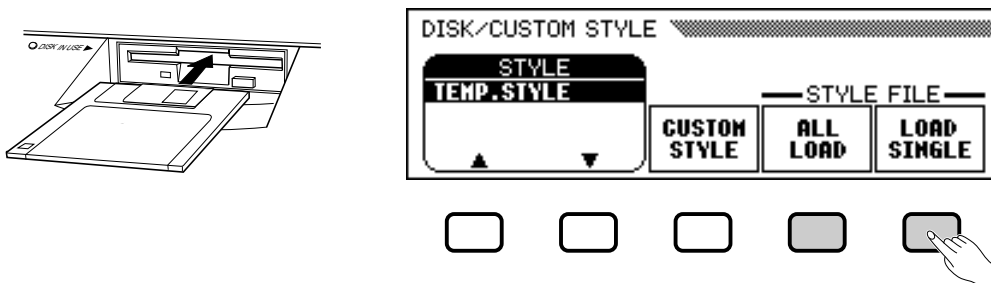 DISK IN USE
DISK/CUSTOM STYLE
STYLE
TEMP.STYLE
STYLE FILE
CUSTOM
STYLE
ALL
LOAD
LOAD
SINGLE